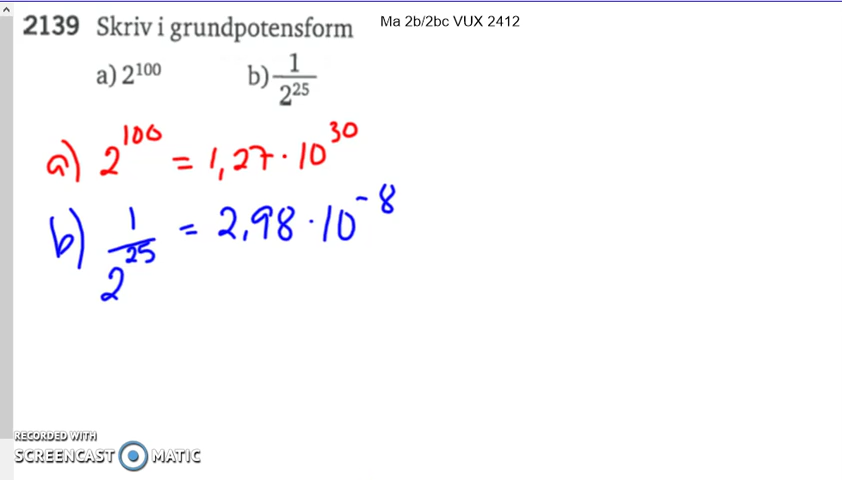 2139 Skriv i grundpotensform Ma 2b/2bc VUX 2412
a) 2^100 b) 1/2^25
a) 2^100 = 1,27 · 10^30
b) 1/2^25 = 2,98 · 10^-8
RECORDED WITH
SCREENCAST MATIC